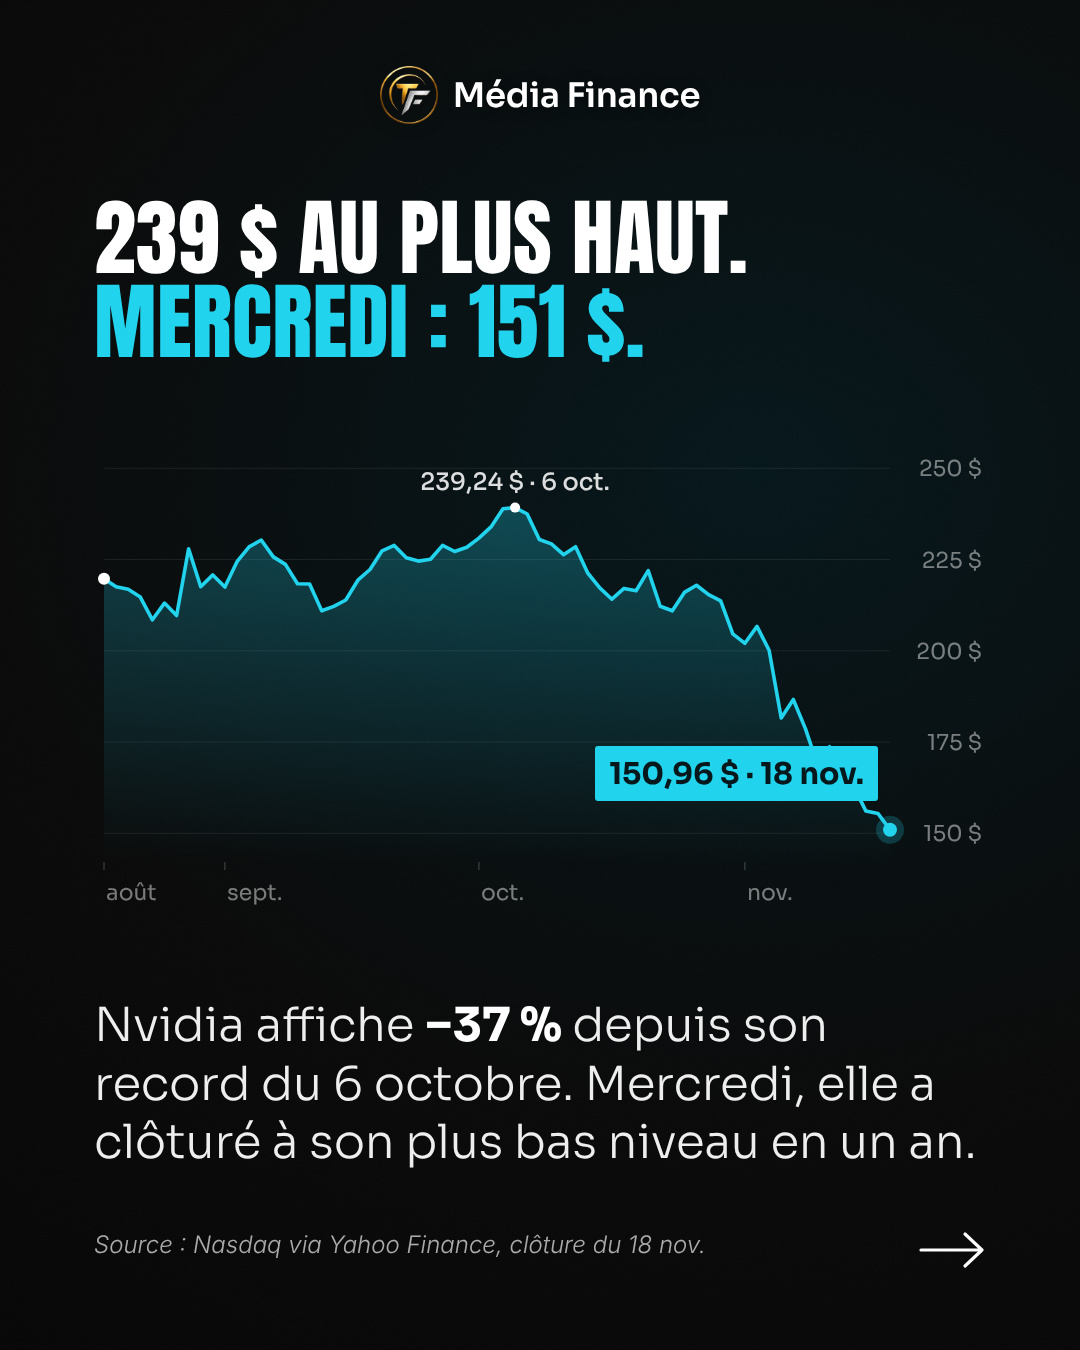 TF Média Finance
239 $ AU PLUS HAUT.
MERCREDI : 151 $.
250 $
239,24 $ · 6 oct.
225 $
200 $
175 $
150,96 $ · 18 nov.
150 $
août sept. oct. nov.
Nvidia affiche −37 % depuis son
record du 6 octobre. Mercredi, elle a
clôturé à son plus bas niveau en un an.
Source : Nasdaq via Yahoo Finance, clôture du 18 nov.